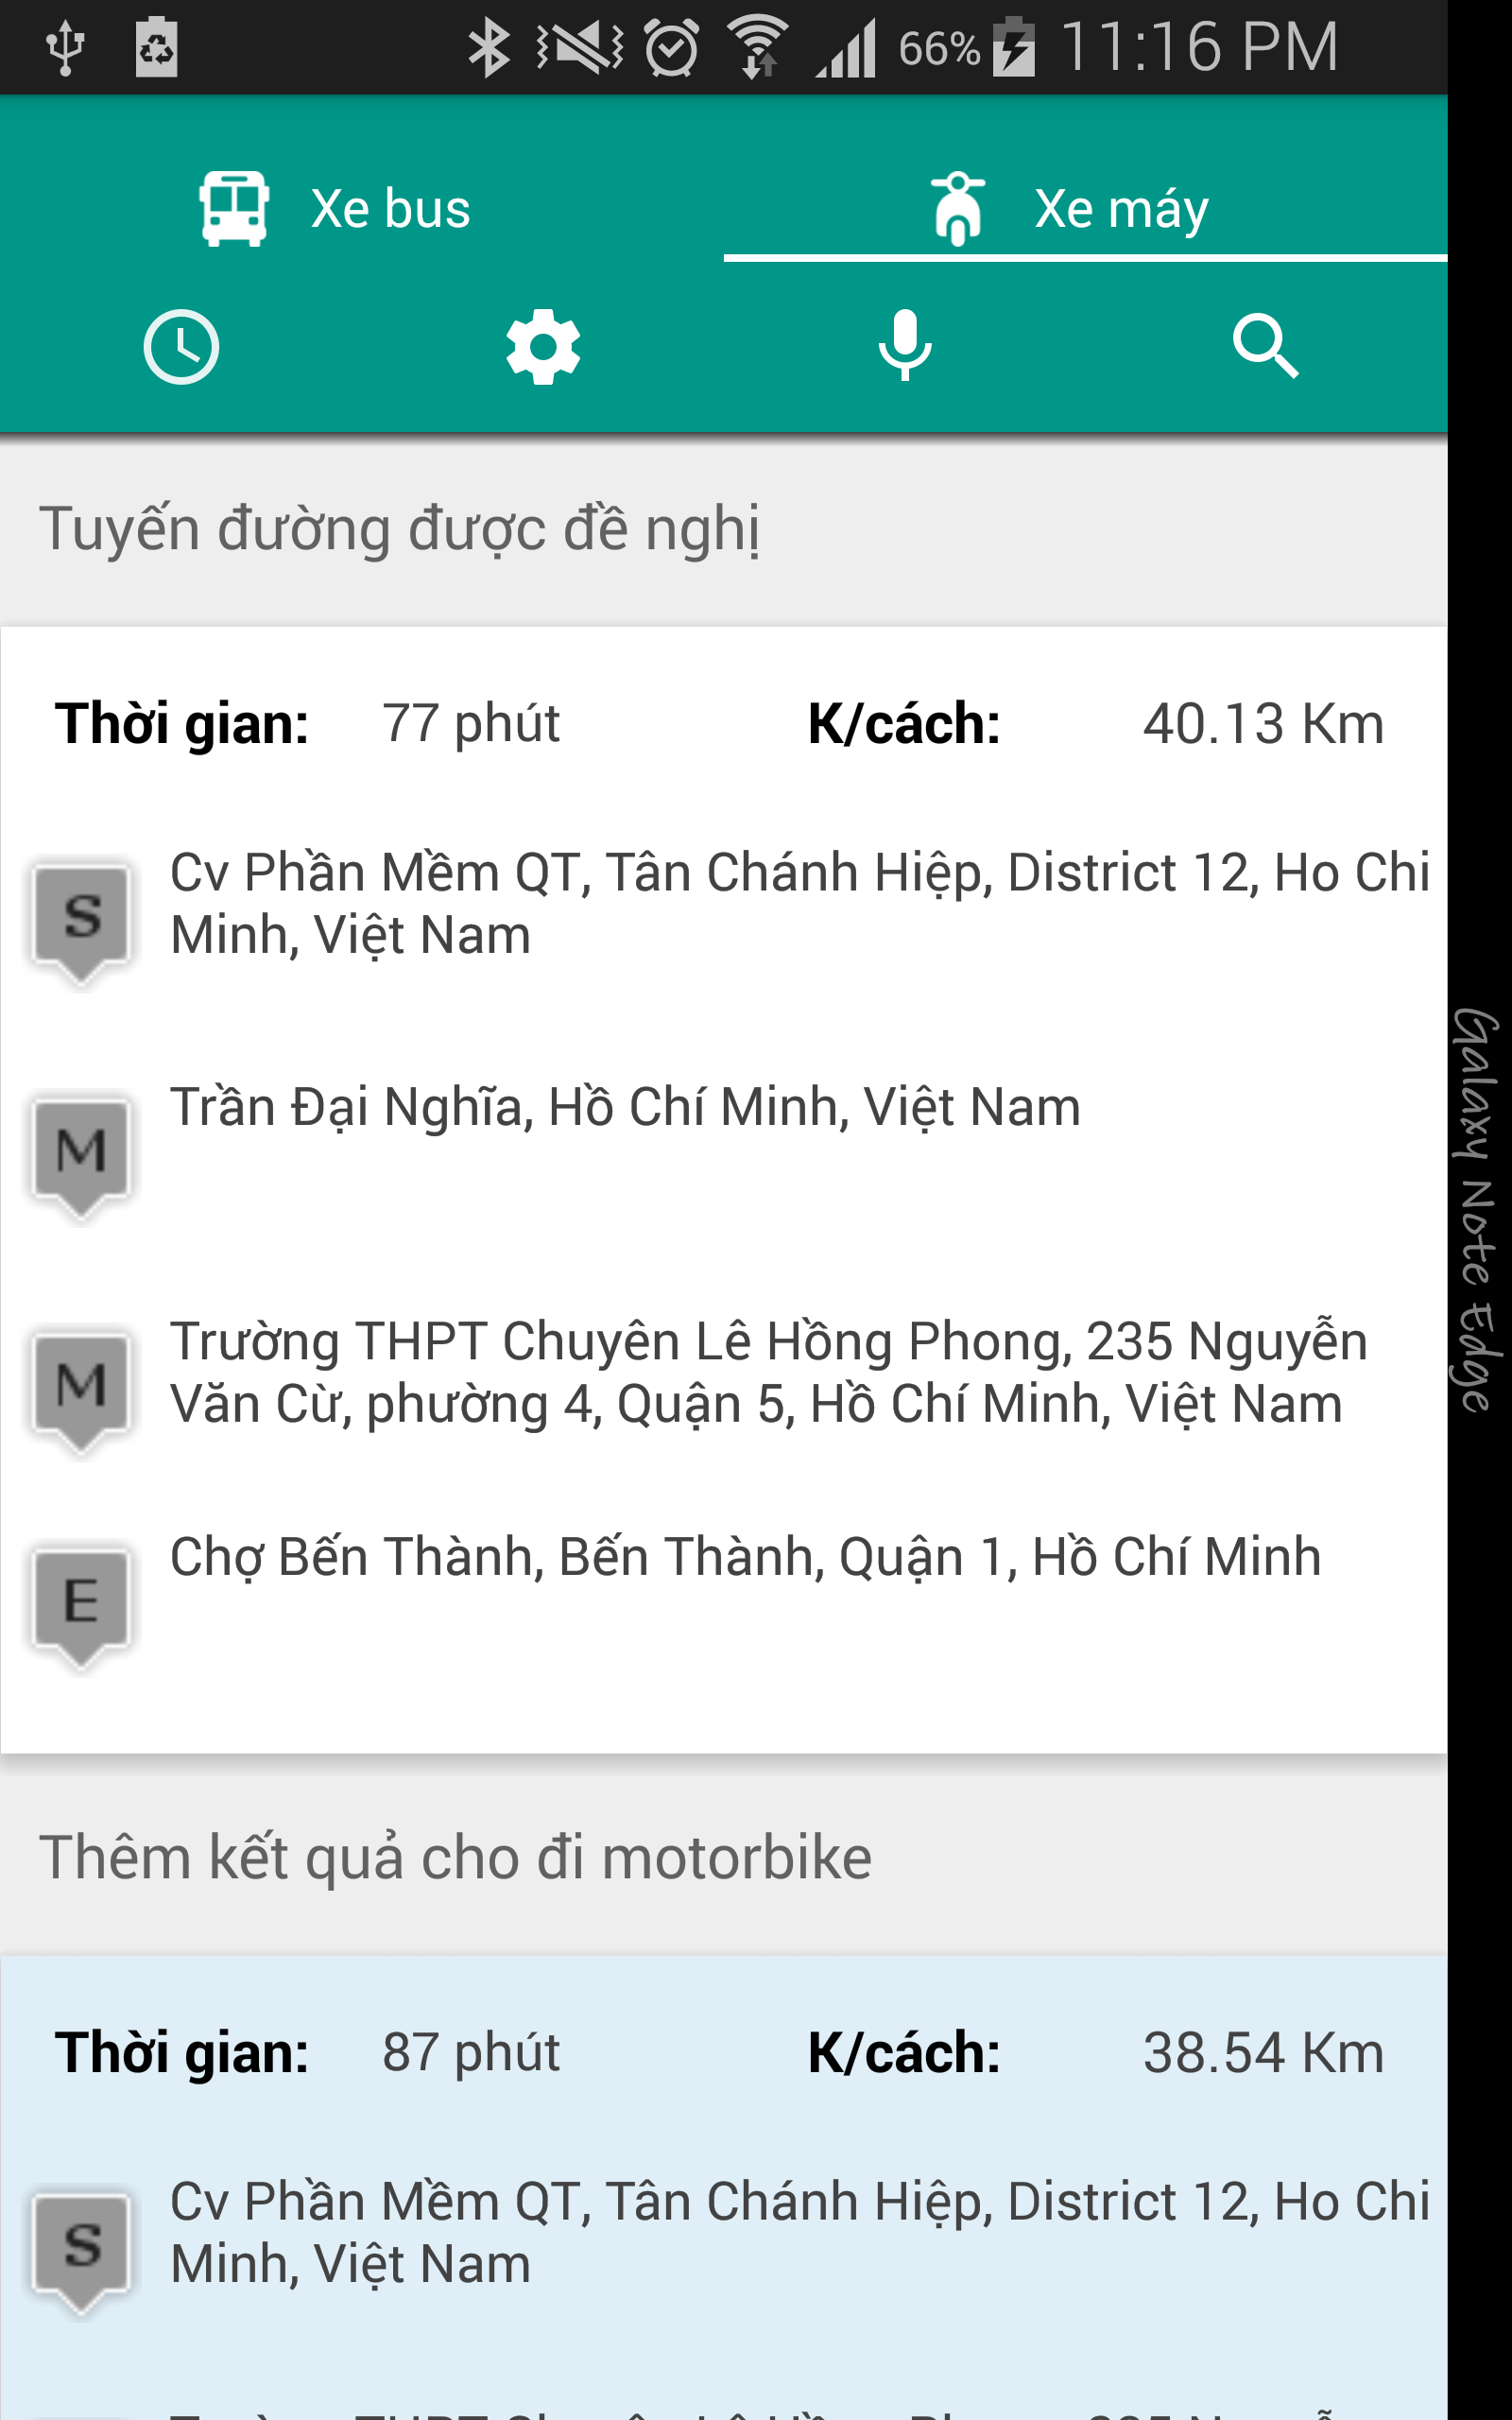 66% 11:16 PM
Xe bus Xe máy
Tuyến đường được đề nghị
Thời gian: 77 phút K/cách: 40.13 Km
S Cv Phần Mềm QT, Tân Chánh Hiệp, District 12, Ho Chi
Minh, Việt Nam
M Trần Đại Nghĩa, Hồ Chí Minh, Việt Nam
M Trường THPT Chuyên Lê Hồng Phong, 235 Nguyễn
Văn Cừ, phường 4, Quận 5, Hồ Chí Minh, Việt Nam
E Chợ Bến Thành, Bến Thành, Quận 1, Hồ Chí Minh
Thêm kết quả cho đi motorbike
Thời gian: 87 phút K/cách: 38.54 Km
S Cv Phần Mềm QT, Tân Chánh Hiệp, District 12, Ho Chi
Minh, Việt Nam
Galaxy Note Edge